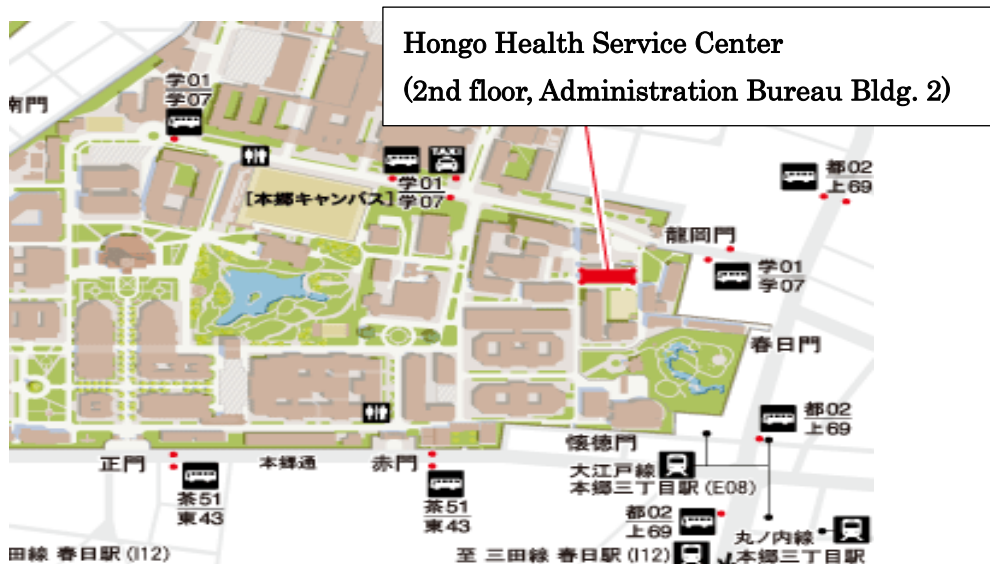 Hongo Health Service Center
(2nd floor, Administration Bureau Bldg. 2)
学01
学07
南門
TAXI
学01
学07
[本郷キャンパス]
都02
上69
龍岡門
学01
学07
春日門
都02
上69
懐徳門
正門
本郷通
赤門
大江戸線
本郷三丁目駅(E08)
茶51
東43
茶51
東43
都02
上69
丸ノ内線
本郷三丁目駅
田線 春日駅(I12)
至 三田線 春日駅(I12)